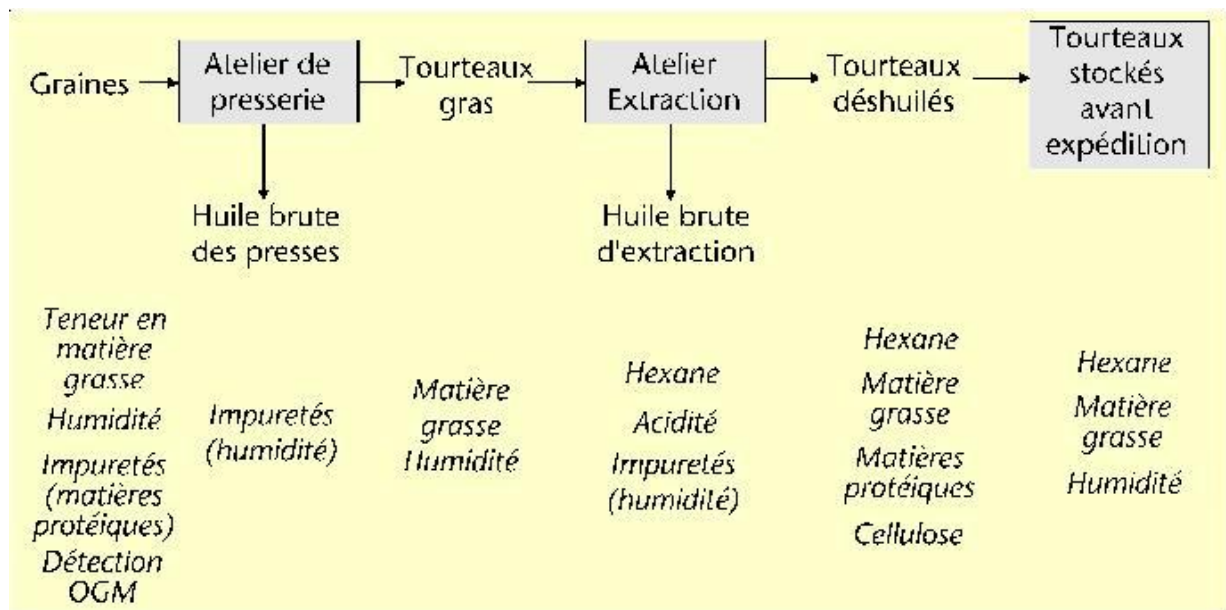 Graines
Atelier de
presserie
Tourteaux
gras
Atelier
Extraction
Tourteaux
déshuilés
Tourteaux
stockés
avant
expédition
Huile brute
des presses
Huile brute
d'extraction
Teneur en
matière
grasse
Humidité
Impuretés
(matières
protéiques)
Détection
OGM
Impuretés
(humidité)
Matière
grasse
Humidité
Hexane
Acidité
Impuretés
(humidité)
Hexane
Matière
grasse
Matières
protéiques
Cellulose
Hexane
Matière
grasse
Humidité